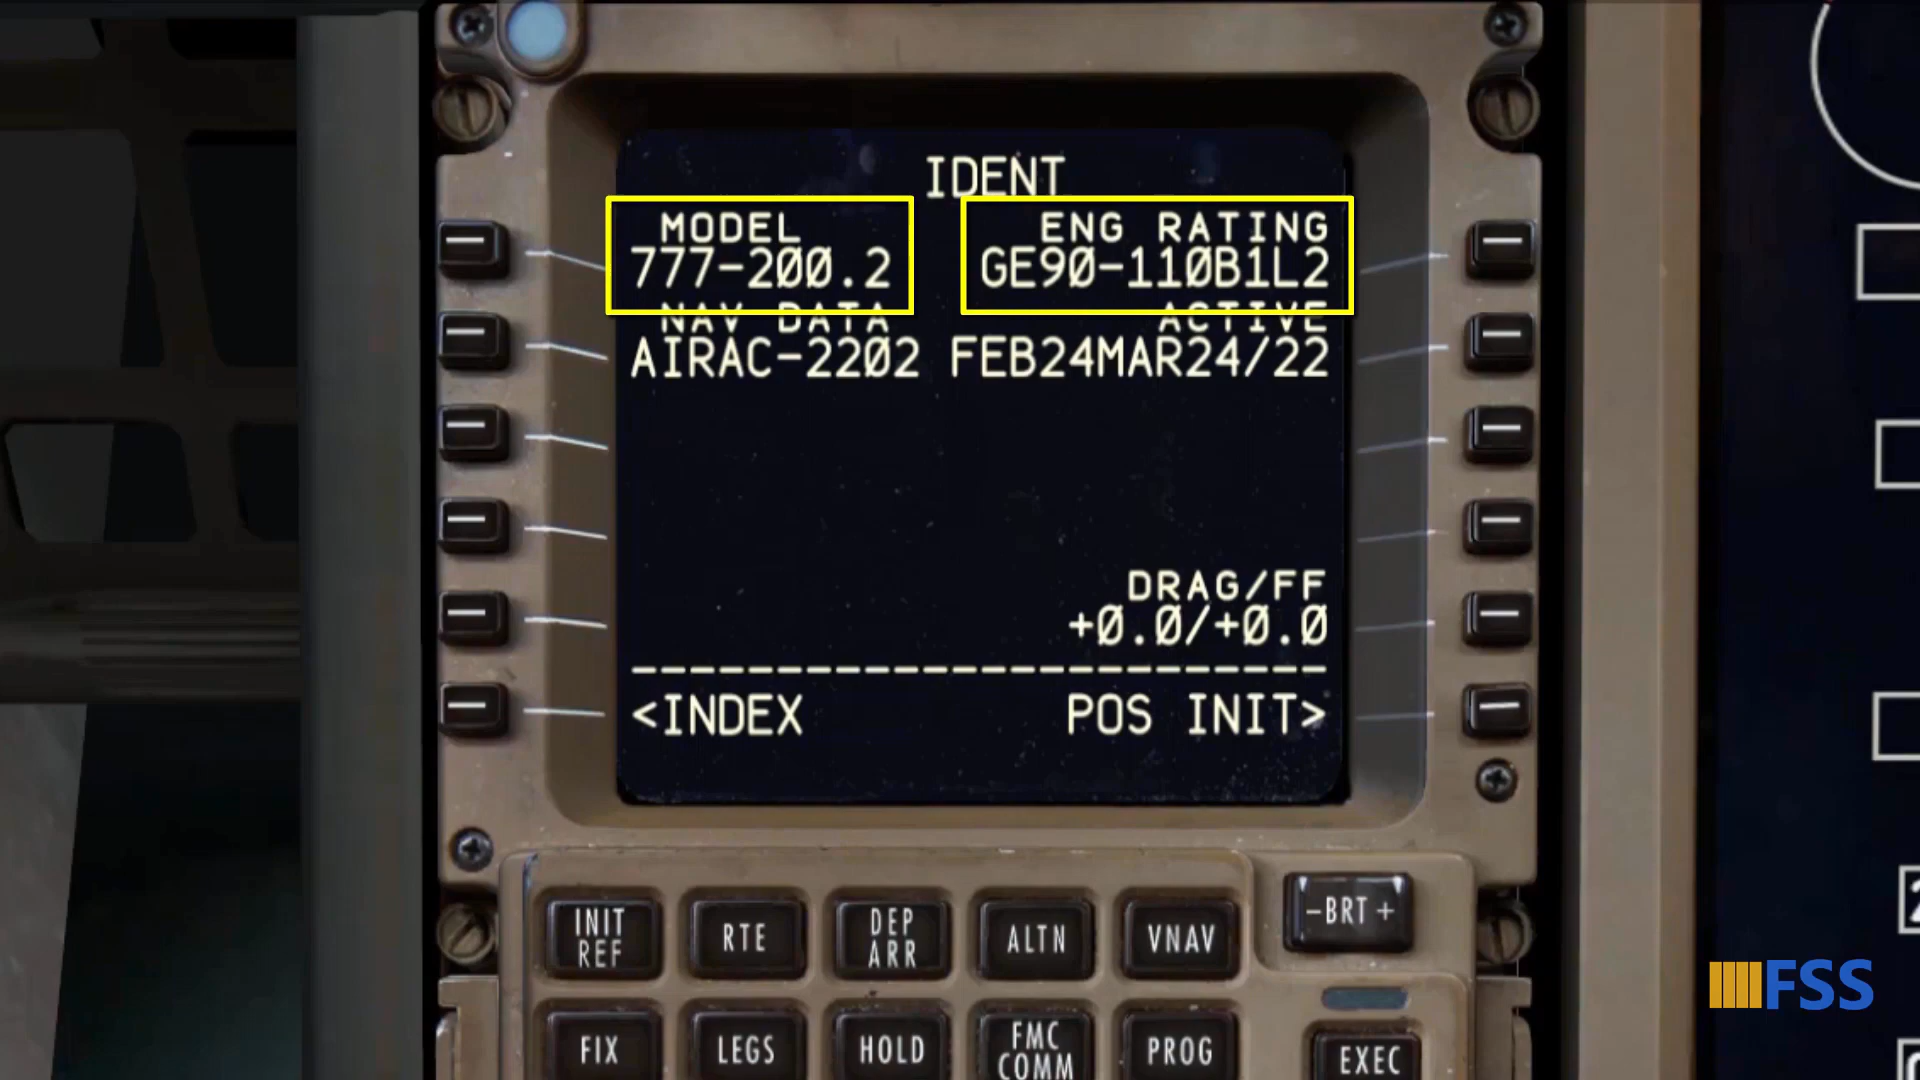 IDENT
MODEL ENG RATING
777-200.2 GE90-110B1L2
NAV DATA ACTIVE
AIRAC-2202 FEB24MAR24/22
DRAG/FF
+0.0/+0.0
------------------------
<INDEX POS INIT>
INIT REF RTE DEP ARR ALTN VNAV -BRT+
FIX LEGS HOLD FMC COMM PROG EXEC
FSS